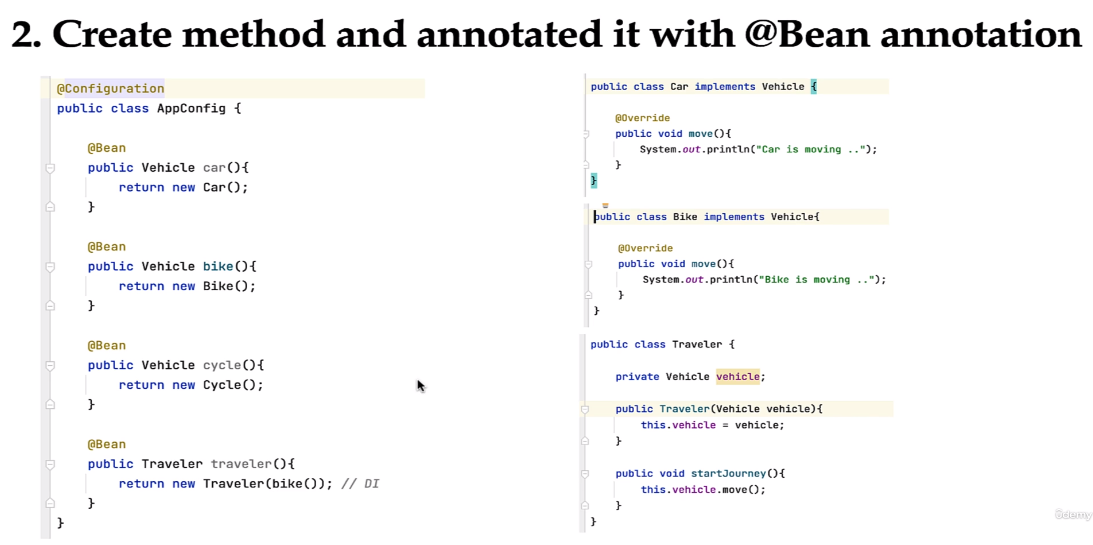 2. Create method and annotated it with @Bean annotation
@Configuration
public class AppConfig {
@Bean
public Vehicle car(){
return new Car();
}
@Bean
public Vehicle bike(){
return new Bike();
}
@Bean
public Vehicle cycle(){
return new Cycle();
}
@Bean
public Traveler traveler(){
return new Traveler(bike()); // DI
}
}
public class Car implements Vehicle {
@Override
public void move(){
System.out.println("Car is moving ..");
}
}
public class Bike implements Vehicle{
@Override
public void move(){
System.out.println("Bike is moving ..");
}
}
public class Traveler {
private Vehicle vehicle;
public Traveler(Vehicle vehicle){
this.vehicle = vehicle;
}
public void startJourney(){
this.vehicle.move();
}
}
ûdemy